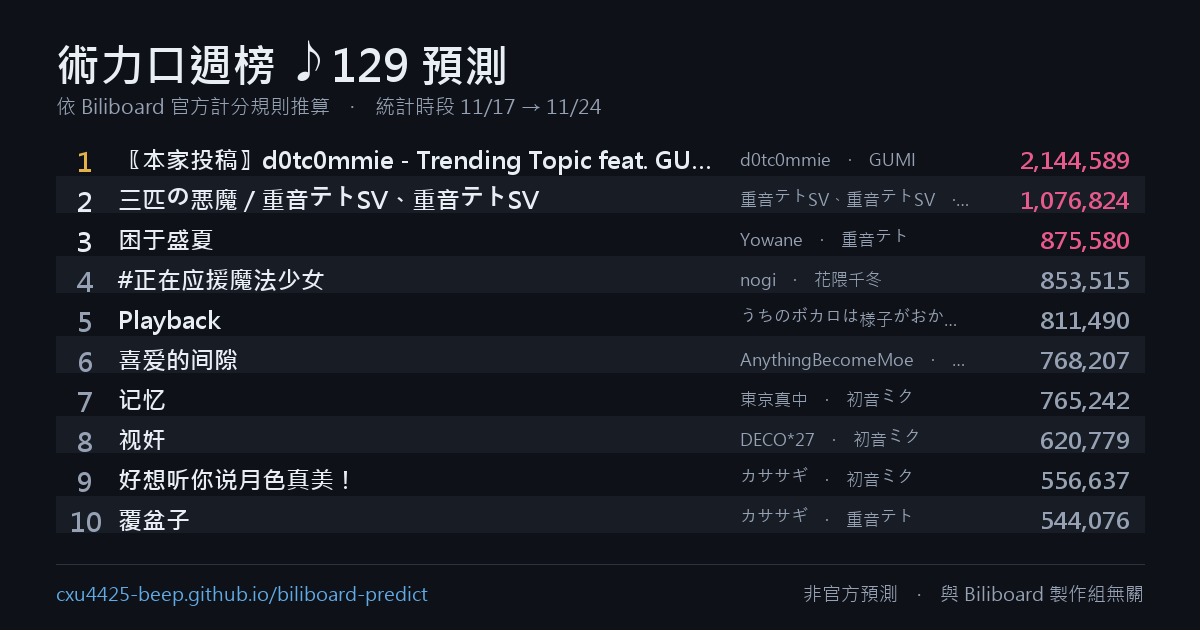 術力口週榜 ♪129 預測
依 Biliboard 官方計分規則推算 · 統計時段 11/17 → 11/24
1 〖本家投稿〗d0tc0mmie - Trending Topic feat. GU... d0tc0mmie · GUMI 2,144,589
2 三匹の悪魔 / 重音テトSV、重音テトSV 重音テトSV、重音テトSV ·... 1,076,824
3 困于盛夏 Yowane · 重音テト 875,580
4 #正在应援魔法少女 nogi · 花隈千冬 853,515
5 Playback うちのボカロは様子がおか... 811,490
6 喜爱的间隙 AnythingBecomeMoe · ... 768,207
7 记忆 東京真中 · 初音ミク 765,242
8 视奸 DECO*27 · 初音ミク 620,779
9 好想听你说月色真美！ カササギ · 初音ミク 556,637
10 覆盆子 カササギ · 重音テト 544,076
cxu4425-beep.github.io/biliboard-predict 非官方預測 · 與 Biliboard 製作組無關